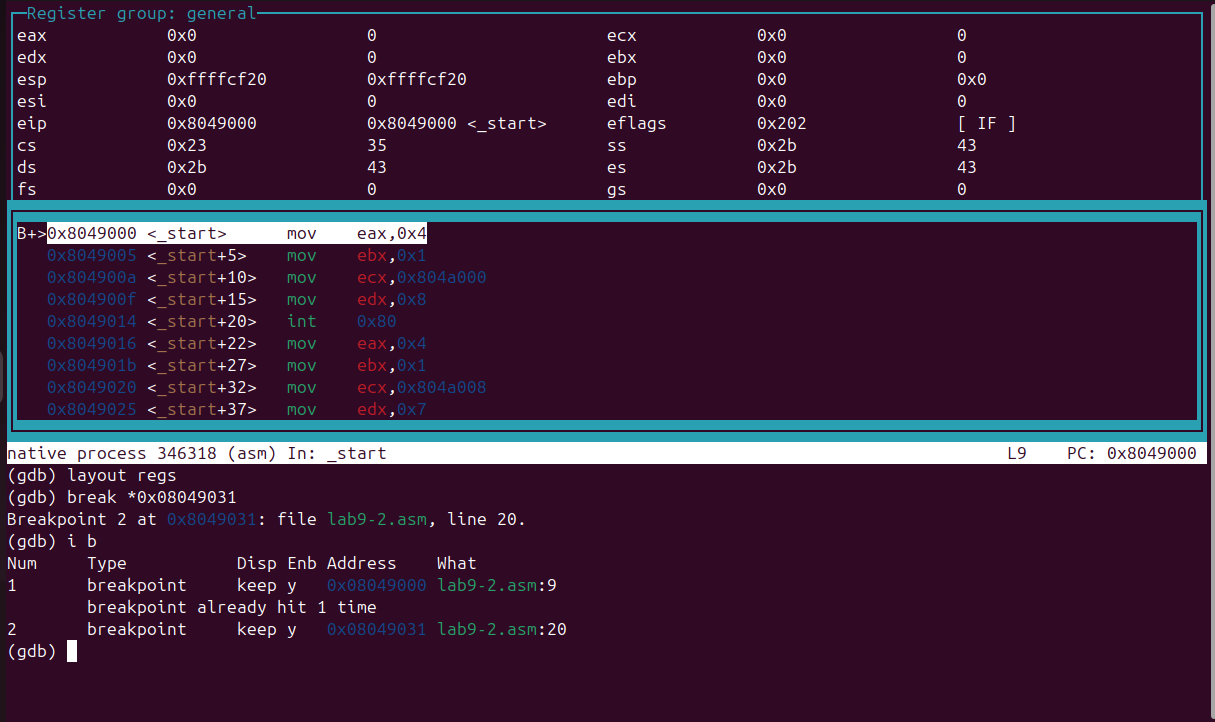 Register group: general
eax 0x0 0 ecx 0x0 0
edx 0x0 0 ebx 0x0 0
esp 0xffffcf20 0xffffcf20 ebp 0x0 0x0
esi 0x0 0 edi 0x0 0
eip 0x8049000 0x8049000 <_start> eflags 0x202 [ IF ]
cs 0x23 35 ss 0x2b 43
ds 0x2b 43 es 0x2b 43
fs 0x0 0 gs 0x0 0
B+>0x8049000 <_start> mov eax,0x4
0x8049005 <_start+5> mov ebx,0x1
0x804900a <_start+10> mov ecx,0x804a000
0x804900f <_start+15> mov edx,0x8
0x8049014 <_start+20> int 0x80
0x8049016 <_start+22> mov eax,0x4
0x804901b <_start+27> mov ebx,0x1
0x8049020 <_start+32> mov ecx,0x804a008
0x8049025 <_start+37> mov edx,0x7
native process 346318 (asm) In: _start L9 PC: 0x8049000
(gdb) layout regs
(gdb) break *0x08049031
Breakpoint 2 at 0x8049031: file lab9-2.asm, line 20.
(gdb) i b
Num Type Disp Enb Address What
1 breakpoint keep y 0x08049000 lab9-2.asm:9
breakpoint already hit 1 time
2 breakpoint keep y 0x08049031 lab9-2.asm:20
(gdb)